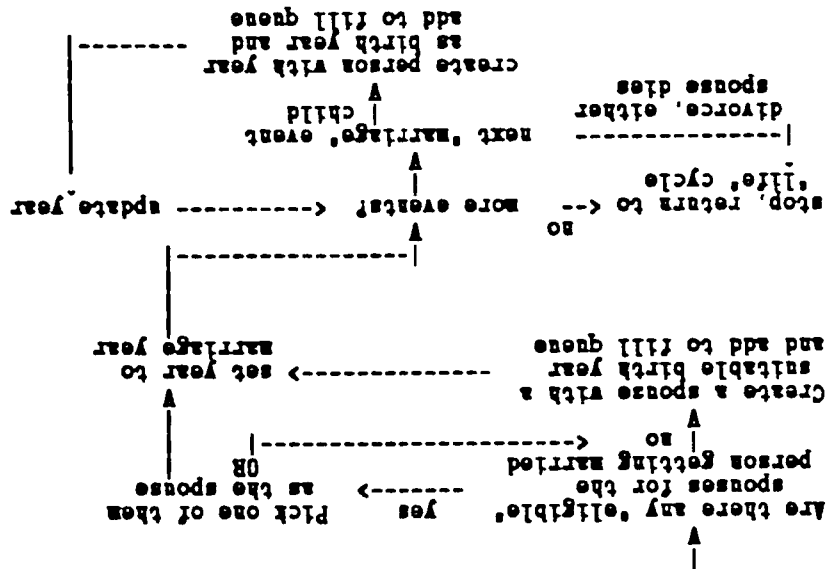 Are there any "eligible"
spouses for the
person getting married
yes
Pick one of them
as the spouse
OR
no
Create a spouse with a
suitable birth year
and add to fill queue
set year to
marriage year
no
stop, return to
"life" cycle
more events?
update year
divorce, either
spouse dies
next "marriage" event
child
create person with year
as birth year and
add to fill queue